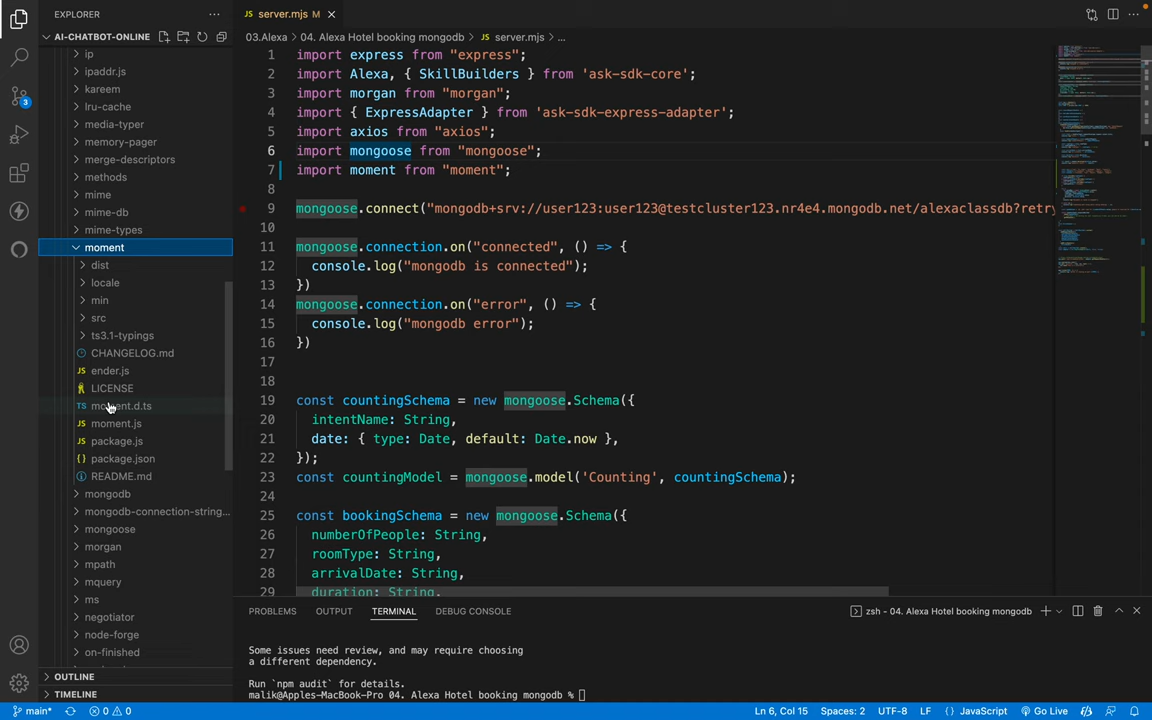 EXPLORER
···
AI-CHATBOT-ONLINE
ip
ipaddr.js
kareem
lru-cache
media-typer
memory-pager
merge-descriptors
methods
mime
mime-db
mime-types
moment
dist
locale
min
src
ts3.1-typings
CHANGELOG.md
JS ender.js
LICENSE
TS moment.d.ts
JS moment.js
JS package.js
{} package.json
README.md
mongodb
mongodb-connection-string...
mongoose
morgan
mpath
mquery
ms
negotiator
node-forge
on-finished
OUTLINE
TIMELINE
3
JS server.mjs M
···
03.Alexa > 04. Alexa Hotel booking mongodb > JS server.mjs > ...
1 import express from "express";
2 import Alexa, { SkillBuilders } from 'ask-sdk-core';
3 import morgan from "morgan";
4 import { ExpressAdapter } from 'ask-sdk-express-adapter';
5 import axios from "axios";
6 import mongoose from "mongoose";
7 import moment from "moment";
8
9 mongoose.connect("mongodb+srv://user123:user123@testcluster123.nr4e4.mongodb.net/alexaclassdb?retry
10
11 mongoose.connection.on("connected", () => {
12 console.log("mongodb is connected");
13 })
14 mongoose.connection.on("error", () => {
15 console.log("mongodb error");
16 })
17
18
19 const countingSchema = new mongoose.Schema({
20 intentName: String,
21 date: { type: Date, default: Date.now },
22 });
23 const countingModel = mongoose.model('Counting', countingSchema);
24
25 const bookingSchema = new mongoose.Schema({
26 numberOfPeople: String,
27 roomType: String,
28 arrivalDate: String,
29 duration: String,
PROBLEMS OUTPUT TERMINAL DEBUG CONSOLE
zsh - 04. Alexa Hotel booking mongodb
Some issues need review, and may require choosing
a different dependency.
Run `npm audit` for details.
malik@Apples-MacBook-Pro 04. Alexa Hotel booking mongodb %
main* 0 0 Ln 6, Col 15 Spaces: 2 UTF-8 LF {} JavaScript Go Live